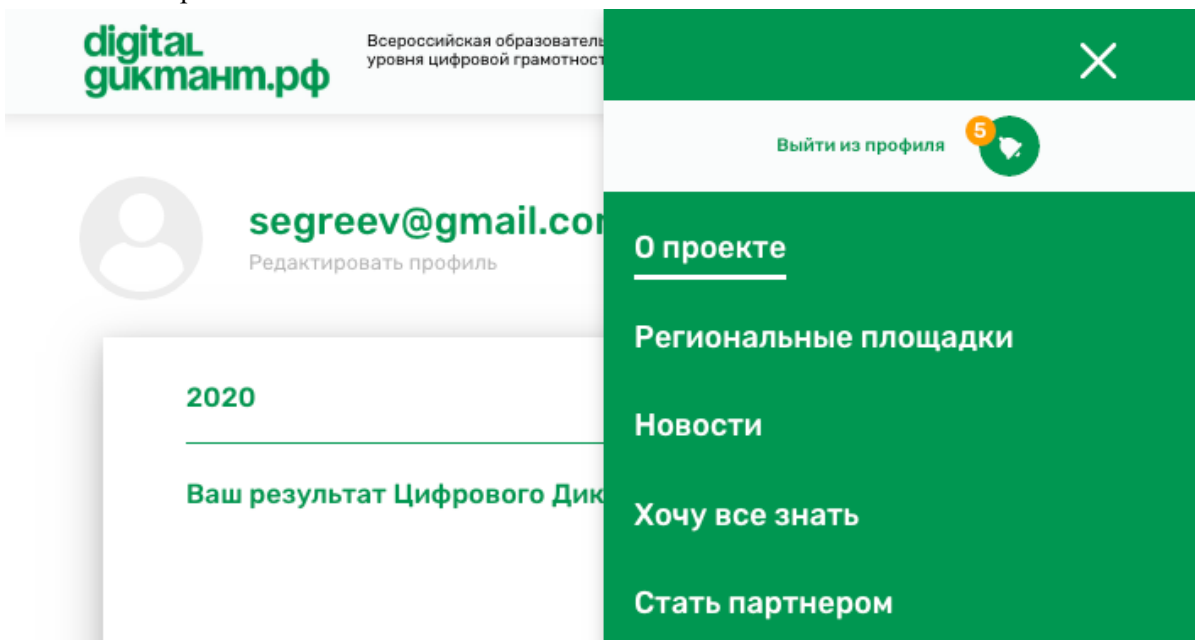 digital
диктант.рф
Всероссийская образователь
уровня цифровой грамотност
Выйти из профиля
5
segreev@gmail.co
Редактировать профиль
О проекте
Региональные площадки
2020
Новости
Ваш результат Цифрового Дик
Хочу все знать
Стать партнером